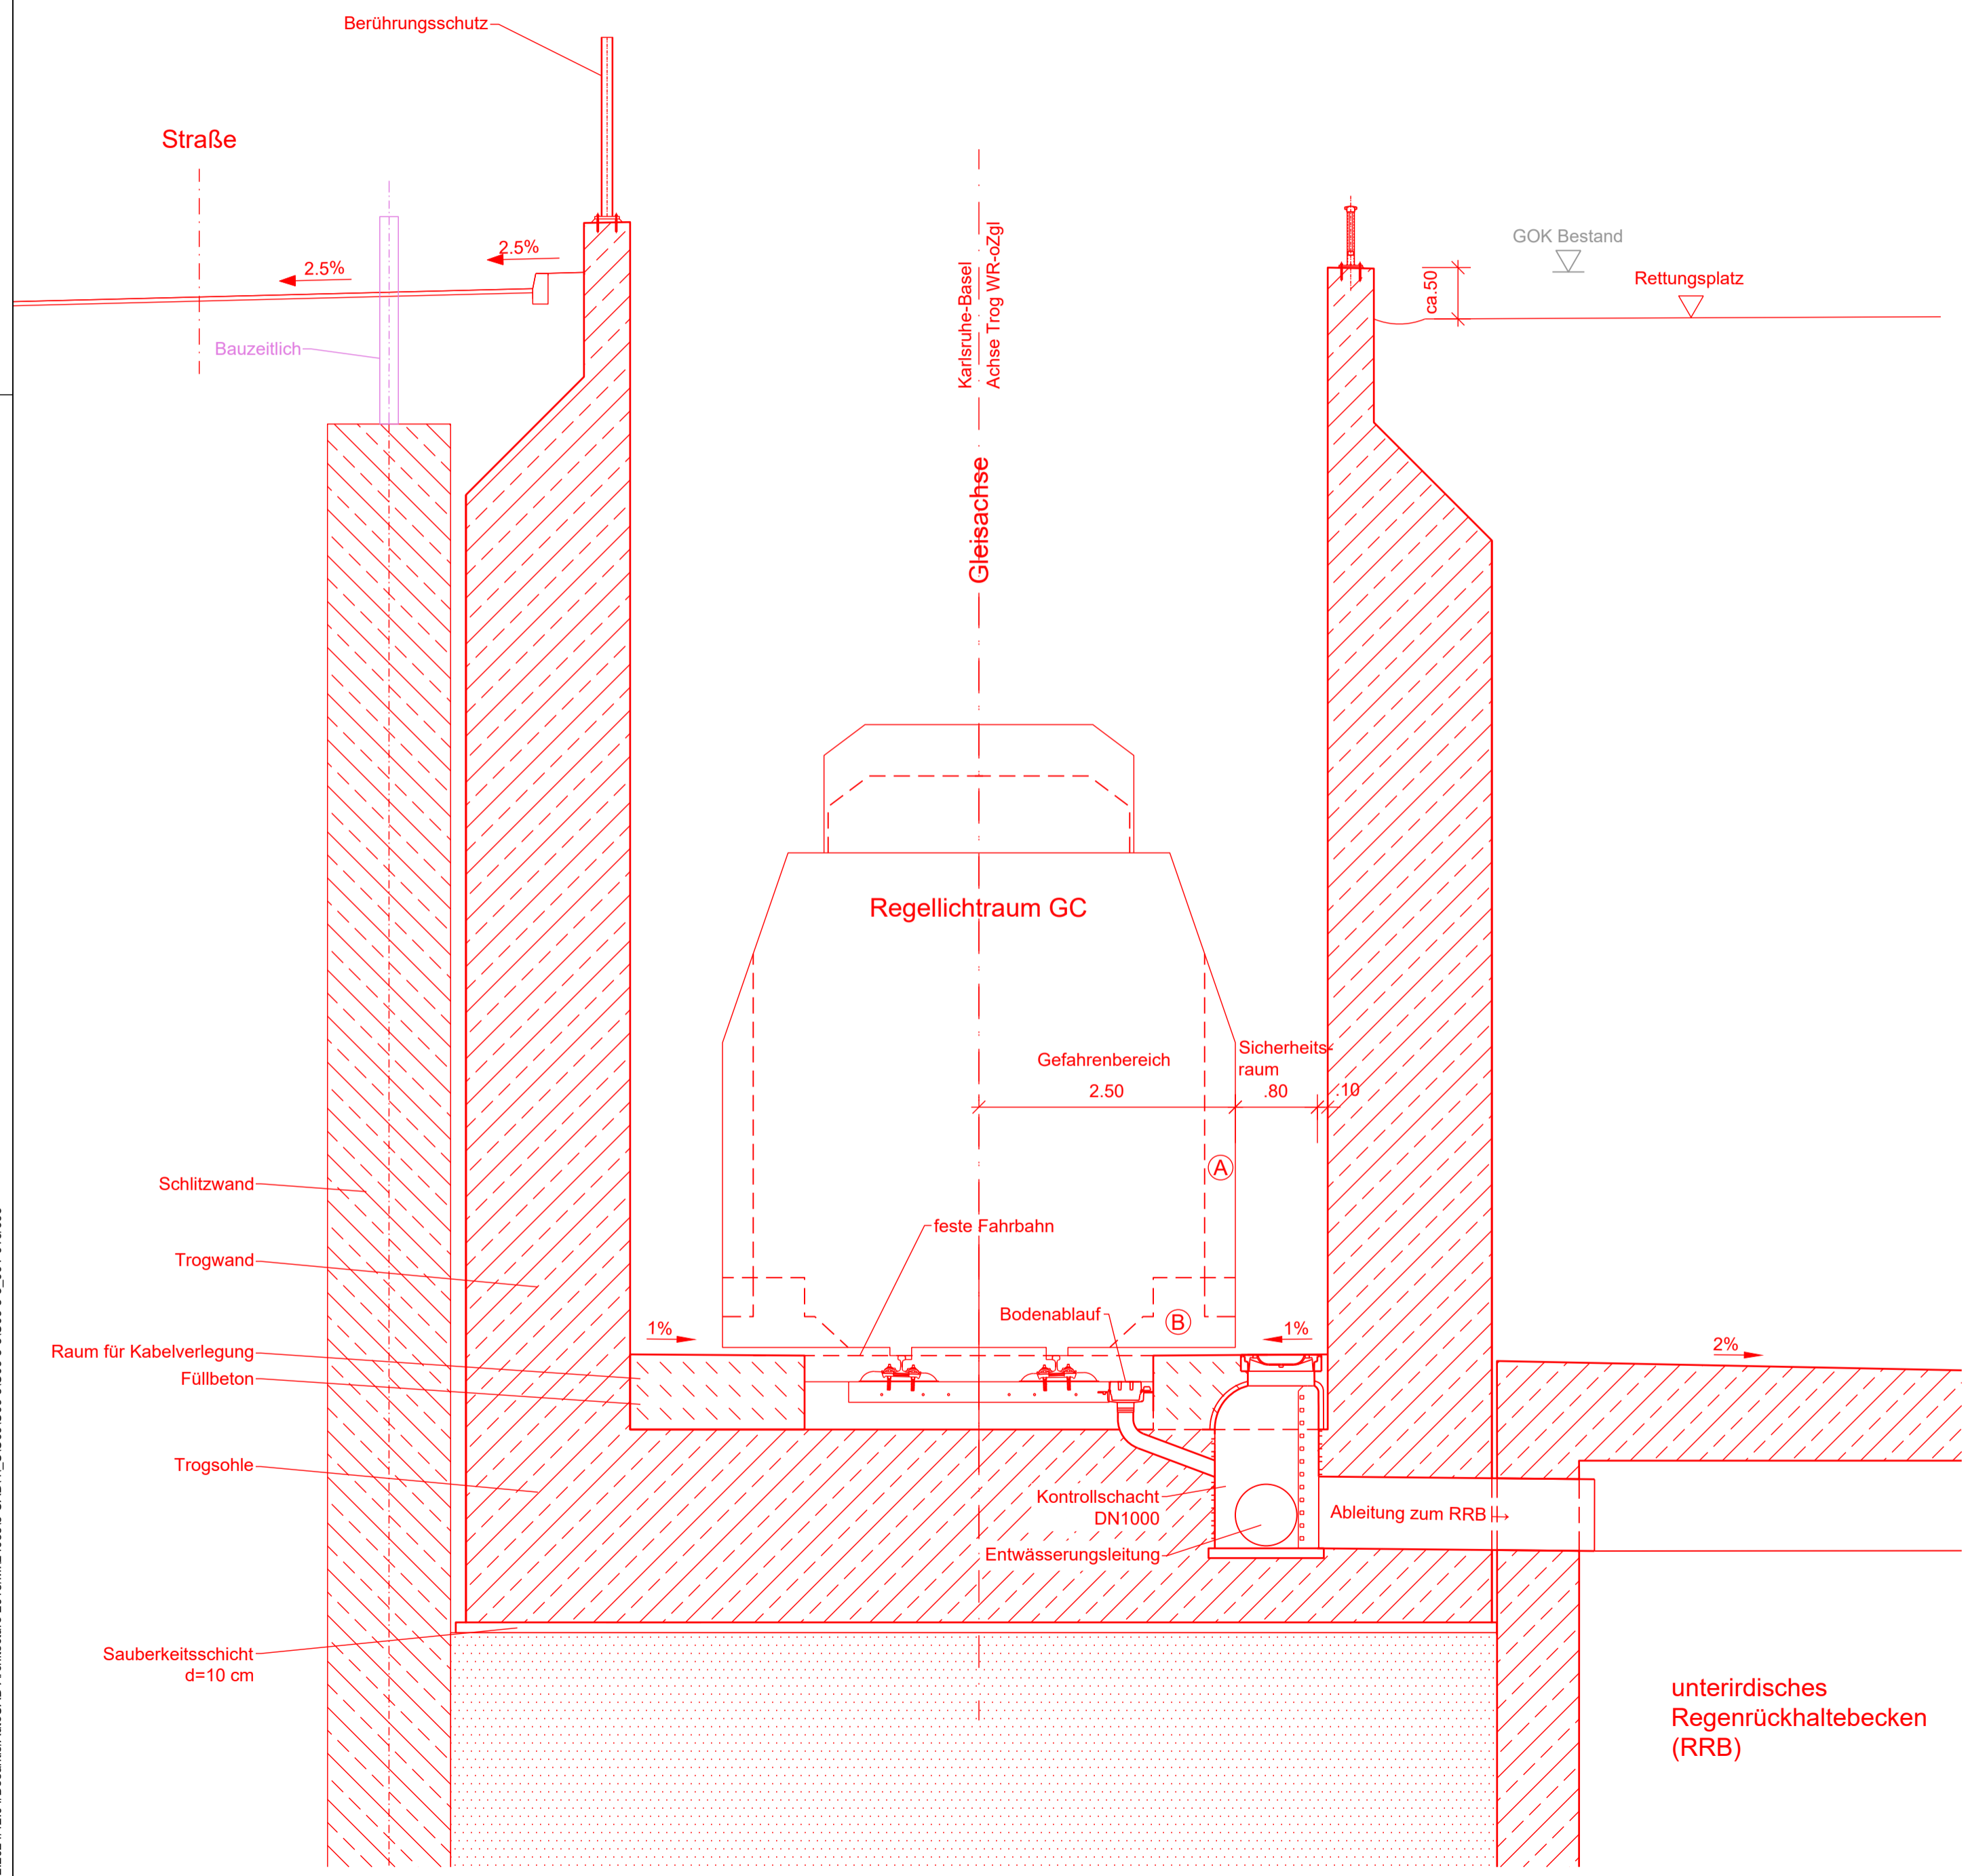 Berührungsschutz
Straße
2.5%
2.5%
Bauzeitlich
Karlsruhe-Basel
Achse Trog WR-oZgl
Gleisachse
GOK Bestand
Rettungsplatz
ca.50
Regellichtraum GC
Gefahrenbereich
2.50
Sicherheits-
raum
.80
.10
A
Schlitzwand
feste Fahrbahn
Trogwand
Bodenablauf
B
1%
1%
2%
Raum für Kabelverlegung
Füllbeton
Trogsohle
Kontrollschacht
DN1000
Ableitung zum RRB →
Entwässerungsleitung
Sauberkeitsschicht
d=10 cm
unterirdisches
Regenrückhaltebecken
(RRB)